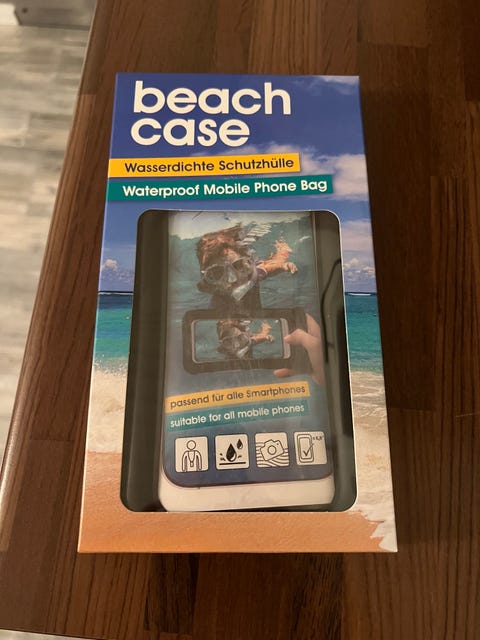 beach
case
Wasserdichte Schutzhülle
Waterproof Mobile Phone Bag
passend für alle Smartphones
suitable for all mobile phones